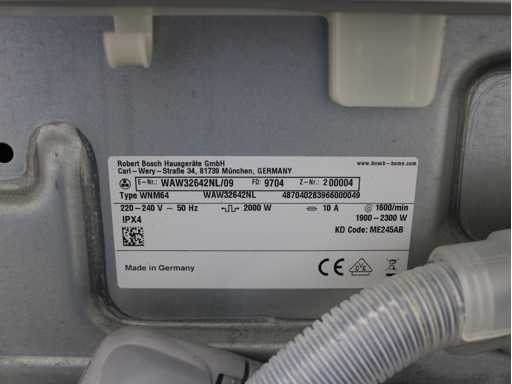 Robert Bosch Hausgeräte GmbH
Carl-Wery-Straße 34, 81739 München, GERMANY
www.bosch-home.com
E-Nr.: WAW32642NL/09 FD: 9704 Z-Nr.: 200004
Type WNM64 WAW32642NL 487040283966000049
220-240 V ~ 50 Hz 2000 W 10 A 1600/min
IPX4 1900-2300 W
KD Code: ME245AB
Made in Germany CE